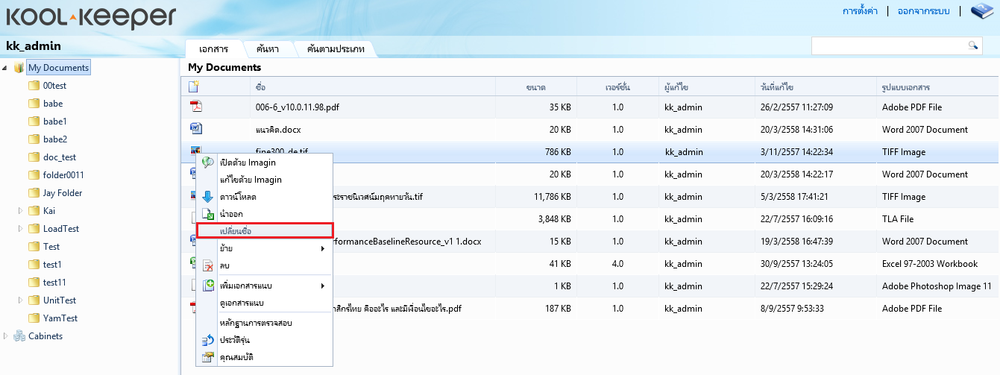 KOOL-KEEPER
การตั้งค่า | ออกจากระบบ |
kk_admin
เอกสาร ค้นหา ค้นตามประเภท
My Documents
00test
babe
babe1
babe2
doc_test
folder0011
Jay Folder
Kai
LoadTest
Test
test1
test11
UnitTest
YamTest
Cabinets
My Documents
ชื่อ ขนาด เวอร์ชั่น ผู้แก้ไข วันที่แก้ไข รูปแบบเอกสาร
006-6_v10.0.11.98.pdf 35 KB 1.0 kk_admin 26/2/2557 11:27:09 Adobe PDF File
แนวคิด.docx 20 KB 1.0 kk_admin 20/3/2558 14:31:06 Word 2007 Document
fine300_de.tif 786 KB 1.0 kk_admin 3/11/2557 14:22:34 TIFF Image
20 KB 1.0 kk_admin 20/3/2558 14:22:17 Word 2007 Document
ระราชนิเวศน์มฤคทายวัน.tif 11,786 KB 1.0 kk_admin 5/3/2558 17:41:21 TIFF Image
3,848 KB 1.0 kk_admin 22/7/2557 16:09:16 TLA File
rformanceBaselineResource_v1 1.docx 15 KB 1.0 kk_admin 19/3/2558 16:47:39 Word 2007 Document
41 KB 4.0 kk_admin 30/9/2557 13:24:05 Excel 97-2003 Workbook
1 KB 1.0 kk_admin 22/7/2557 15:29:24 Adobe Photoshop Image 11
าสิกรไทย คืออะไร และมีเงื่อนไขอะไร.pdf 187 KB 1.0 kk_admin 8/9/2557 9:53:33 Adobe PDF File
เปิดด้วย Imagin
แก้ไขด้วย Imagin
ดาวน์โหลด
นำออก
เปลี่ยนชื่อ
ย้าย
ลบ
เพิ่มเอกสารแนบ
ดูเอกสารแนบ
หลักฐานการตรวจสอบ
ประวัติรุ่น
คุณสมบัติ